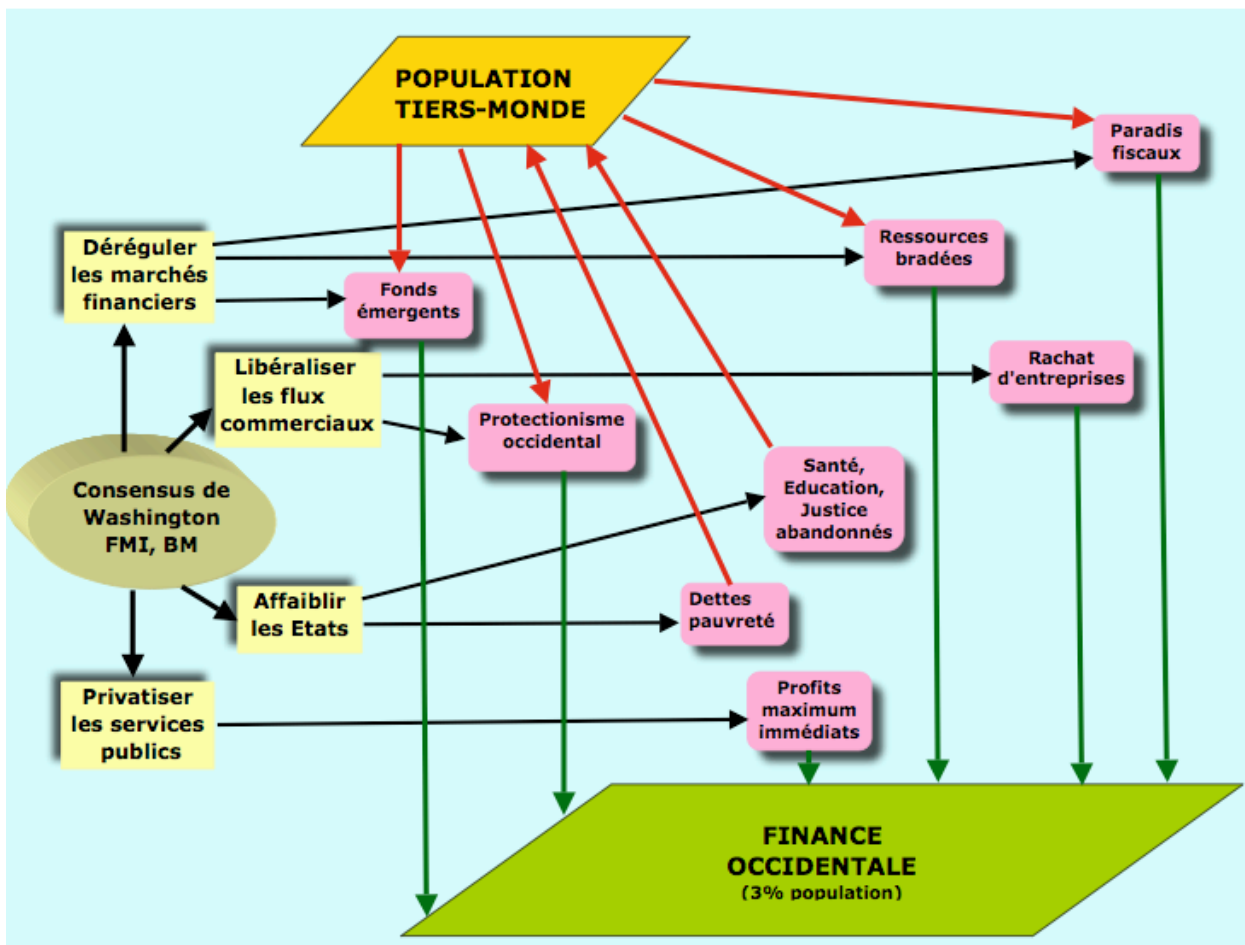 POPULATION
TIERS-MONDE
Paradis
fiscaux
Ressources
bradées
Déréguler
les marchés
financiers
Fonds
émergents
Libéraliser
les flux
commerciaux
Rachat
d'entreprises
Protectionisme
occidental
Santé,
Education,
Justice
abandonnés
Consensus de
Washington
FMI, BM
Affaiblir
les Etats
Dettes
pauvreté
Privatiser
les services
publics
Profits
maximum
immédiats
FINANCE
OCCIDENTALE
(3% population)